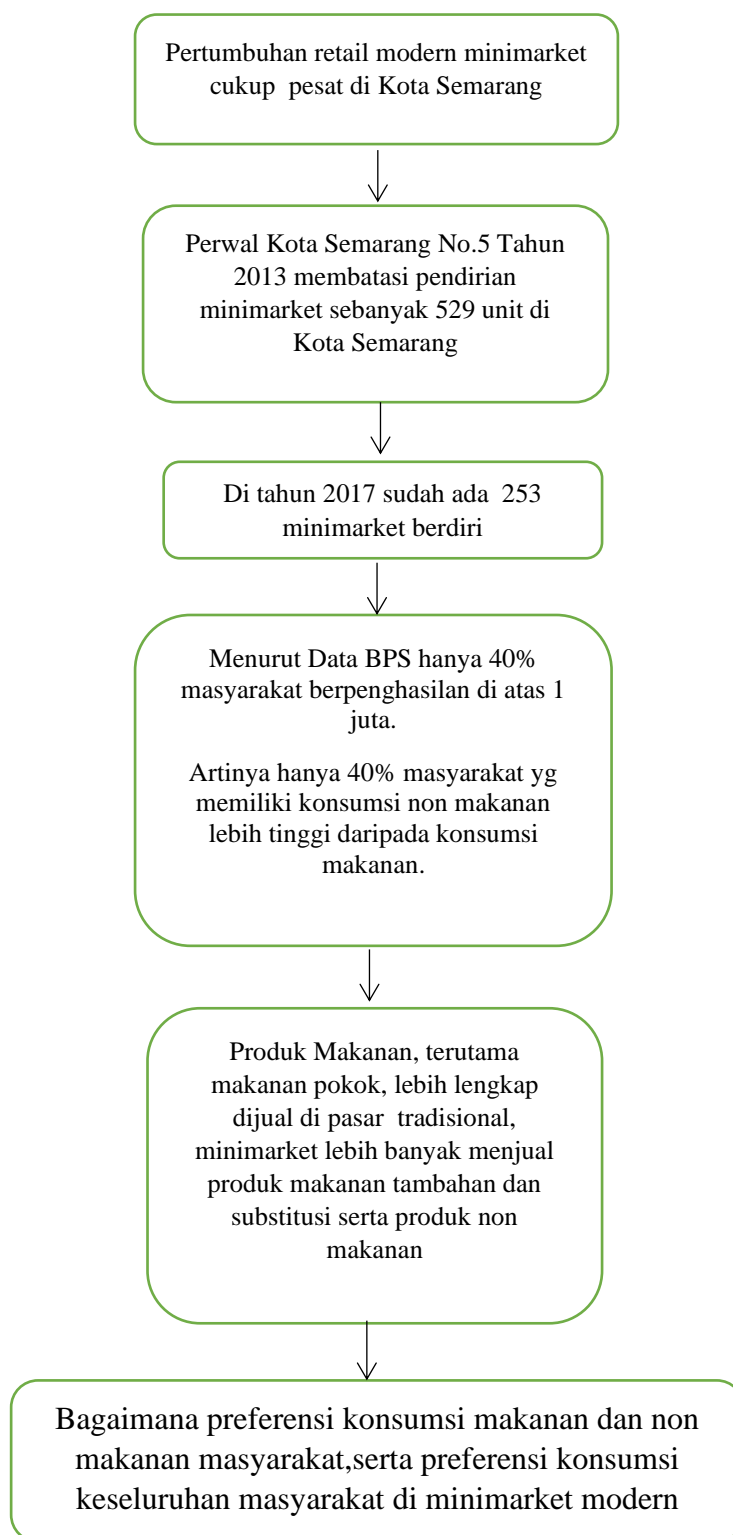 Pertumbuhan retail modern minimarket
cukup pesat di Kota Semarang
Perwal Kota Semarang No.5 Tahun
2013 membatasi pendirian
minimarket sebanyak 529 unit di
Kota Semarang
Di tahun 2017 sudah ada 253
minimarket berdiri
Menurut Data BPS hanya 40%
masyarakat berpenghasilan di atas 1
juta.
Artinya hanya 40% masyarakat yg
memiliki konsumsi non makanan
lebih tinggi daripada konsumsi
makanan.
Produk Makanan, terutama
makanan pokok, lebih lengkap
dijual di pasar tradisional,
minimarket lebih banyak menjual
produk makanan tambahan dan
substitusi serta produk non
makanan
Bagaimana preferensi konsumsi makanan dan non
makanan masyarakat,serta preferensi konsumsi
keseluruhan masyarakat di minimarket modern